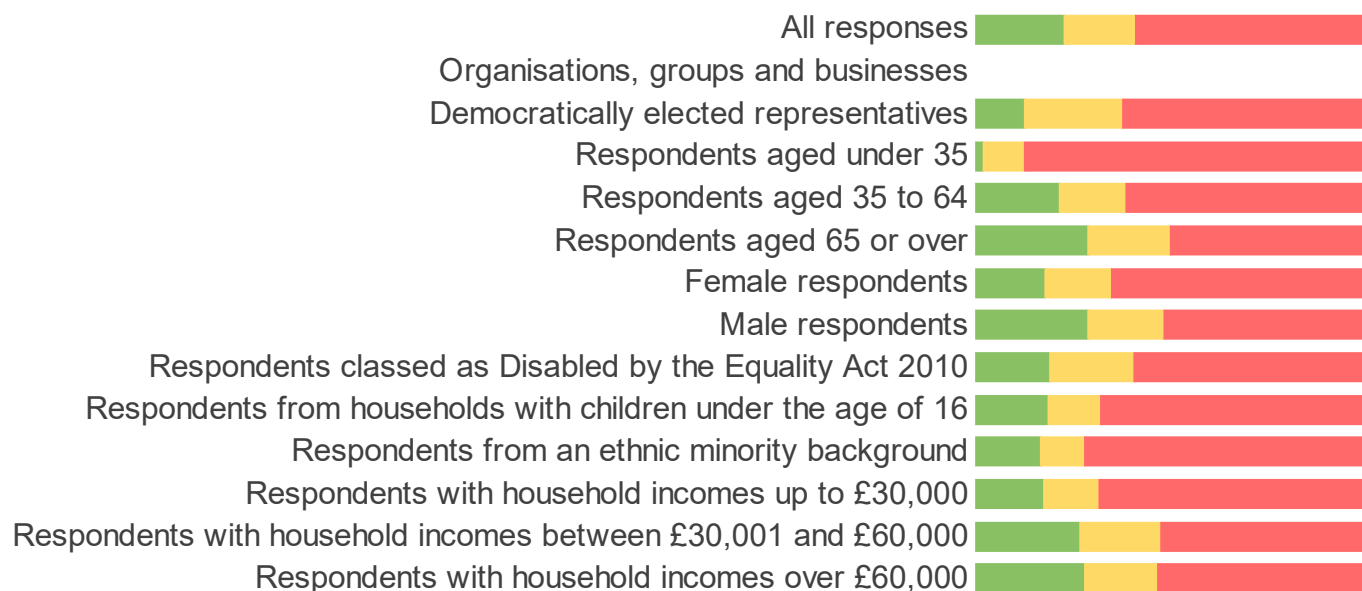 All responses
Organisations, groups and businesses
Democratically elected representatives
Respondents aged under 35
Respondents aged 35 to 64
Respondents aged 65 or over
Female respondents
Male respondents
Respondents classed as Disabled by the Equality Act 2010
Respondents from households with children under the age of 16
Respondents from an ethnic minority background
Respondents with household incomes up to £30,000
Respondents with household incomes between £30,001 and £60,000
Respondents with household incomes over £60,000